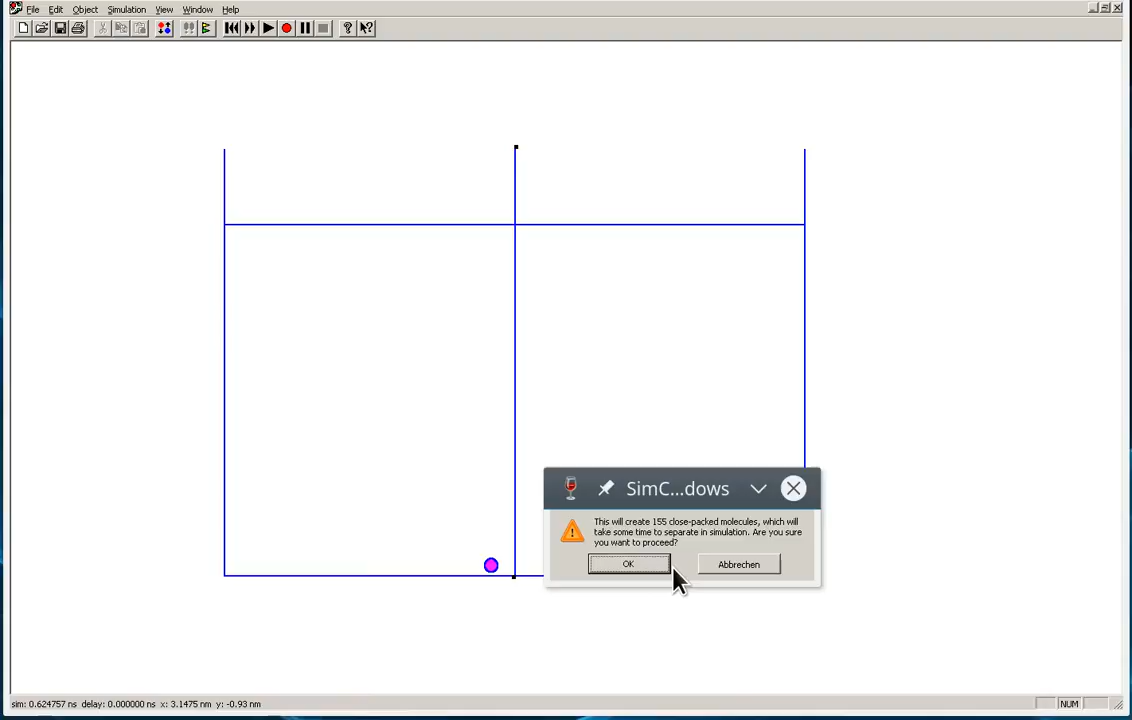 File Edit Object Simulation View Window Help
SimC...dows
This will create 155 close-packed molecules, which will
take some time to separate in simulation. Are you sure
you want to proceed?
OK Abbrechen
sim: 0.624757 ns delay: 0.000000 ns x: 3.1475 nm y: -0.93 nm NUM